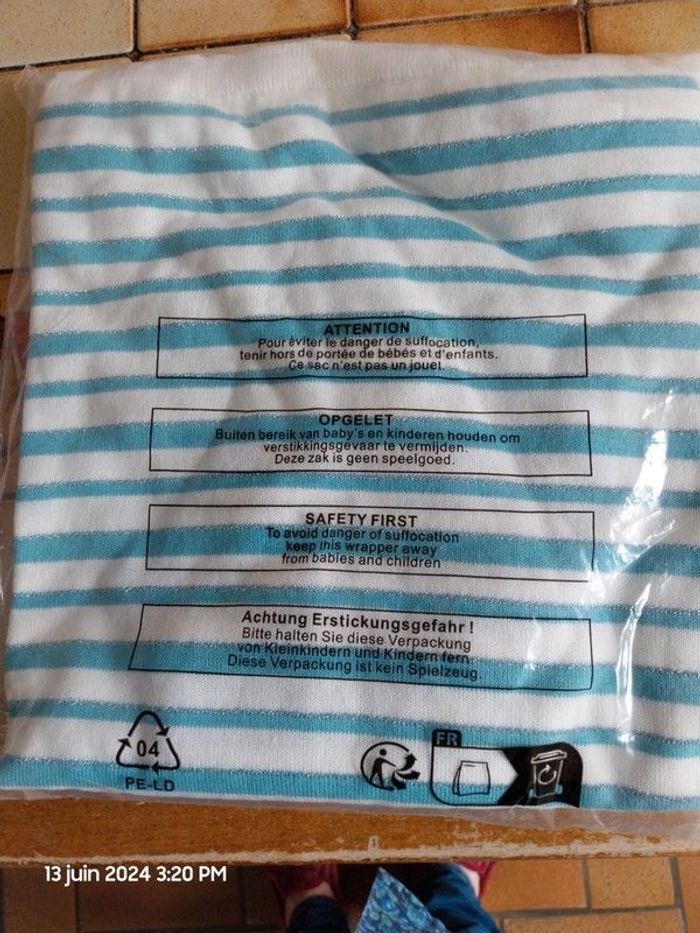 ATTENTION
Pour éviter le danger de suffocation,
tenir hors de portée de bébés et d'enfants.
Ce sac n'est pas un jouet.
OPGELET
Buiten bereik van baby's en kinderen houden om
verstikkingsgevaar te vermijden.
Deze zak is geen speelgoed.
SAFETY FIRST
To avoid danger of suffocation
keep this wrapper away
from babies and children
Achtung Erstickungsgefahr !
Bitte halten Sie diese Verpackung
von Kleinkindern und Kindern fern.
Diese Verpackung ist kein Spielzeug.
04
PE-LD
FR
13 juin 2024 3:20 PM